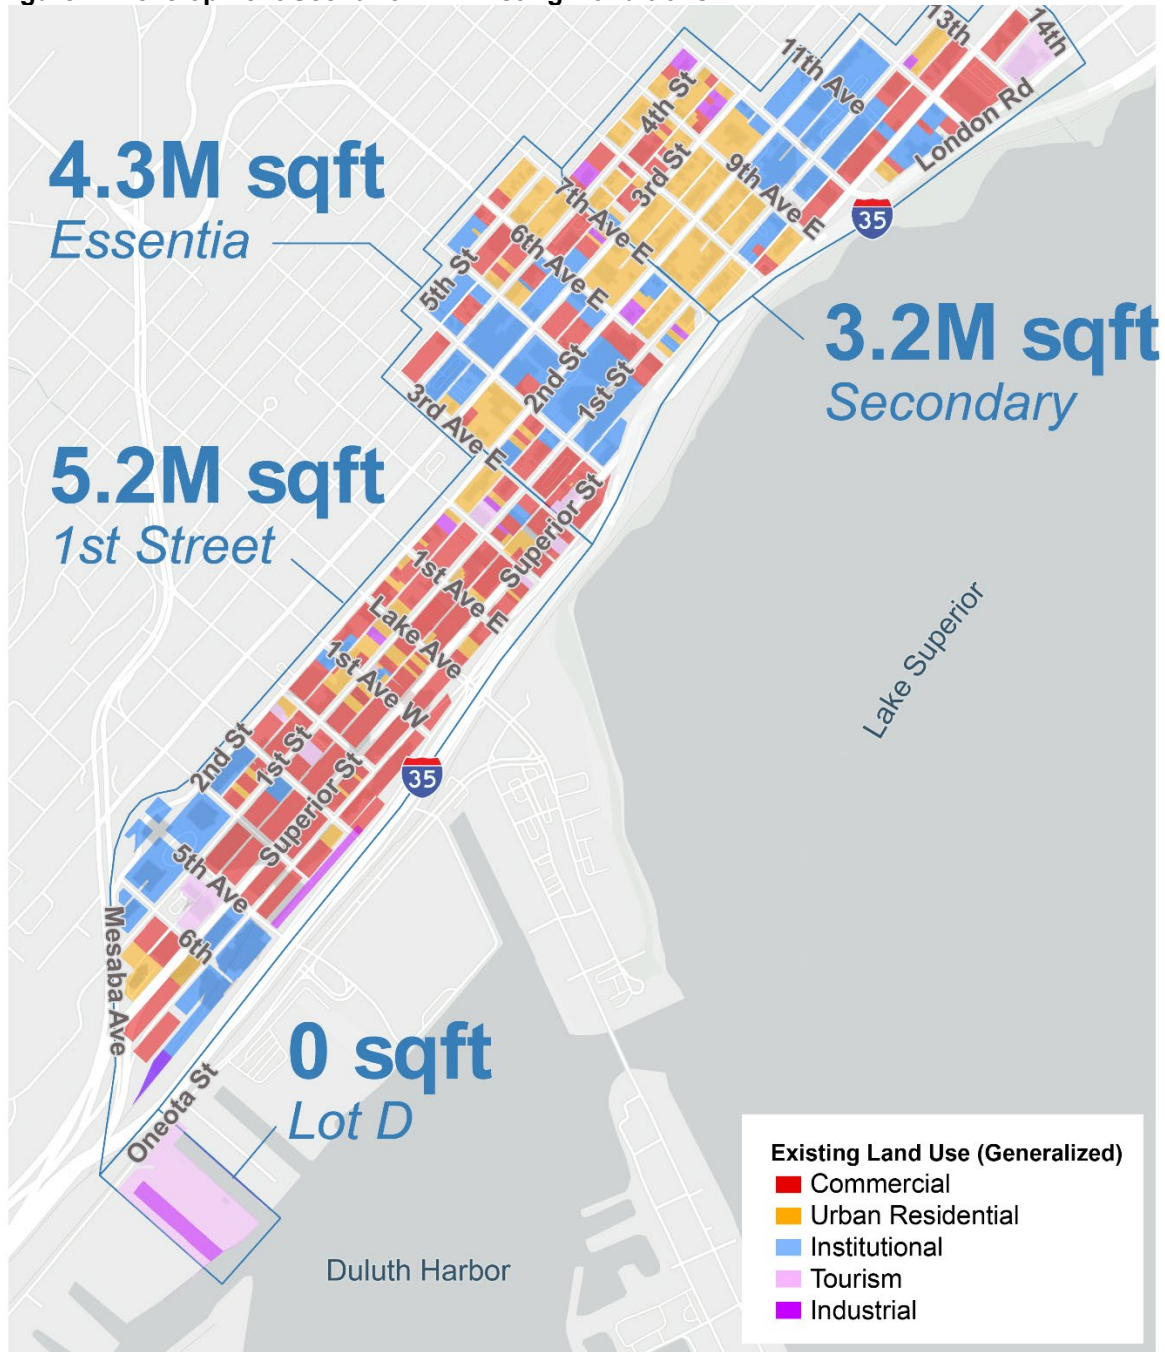 13th
14th
11th Ave
London Rd
4th St
3rd St
9th Ave E
7th Ave E
6th Ave E
5th St
35
4.3M sqft
Essentia
3.2M sqft
Secondary
2nd St
1st St
3rd Ave E
5.2M sqft
1st Street
Superior St
1st Ave E
Lake Ave
1st Ave W
Lake Superior
2nd St
1st St
Superior St
35
5th Ave
6th
Mesaba Ave
0 sqft
Lot D
Oneota St
Duluth Harbor
Existing Land Use (Generalized)
Commercial
Urban Residential
Institutional
Tourism
Industrial